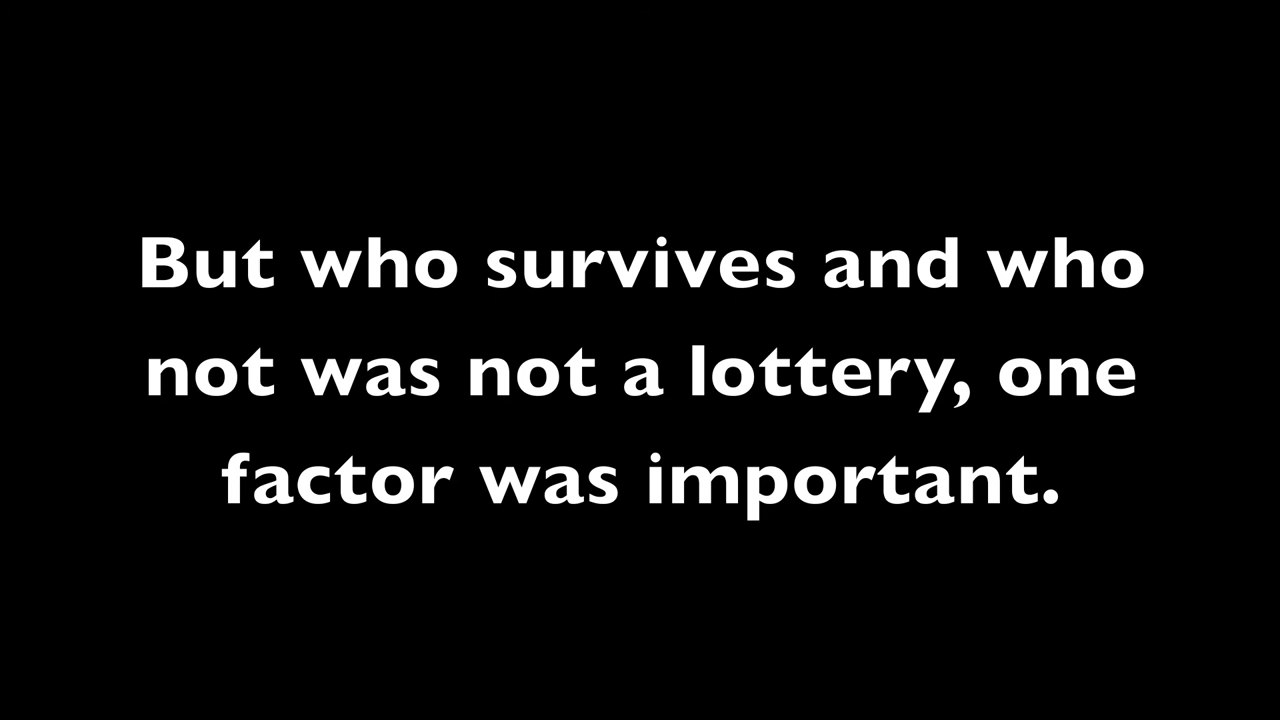 But who survives and who
not was not a lottery, one
factor was important.